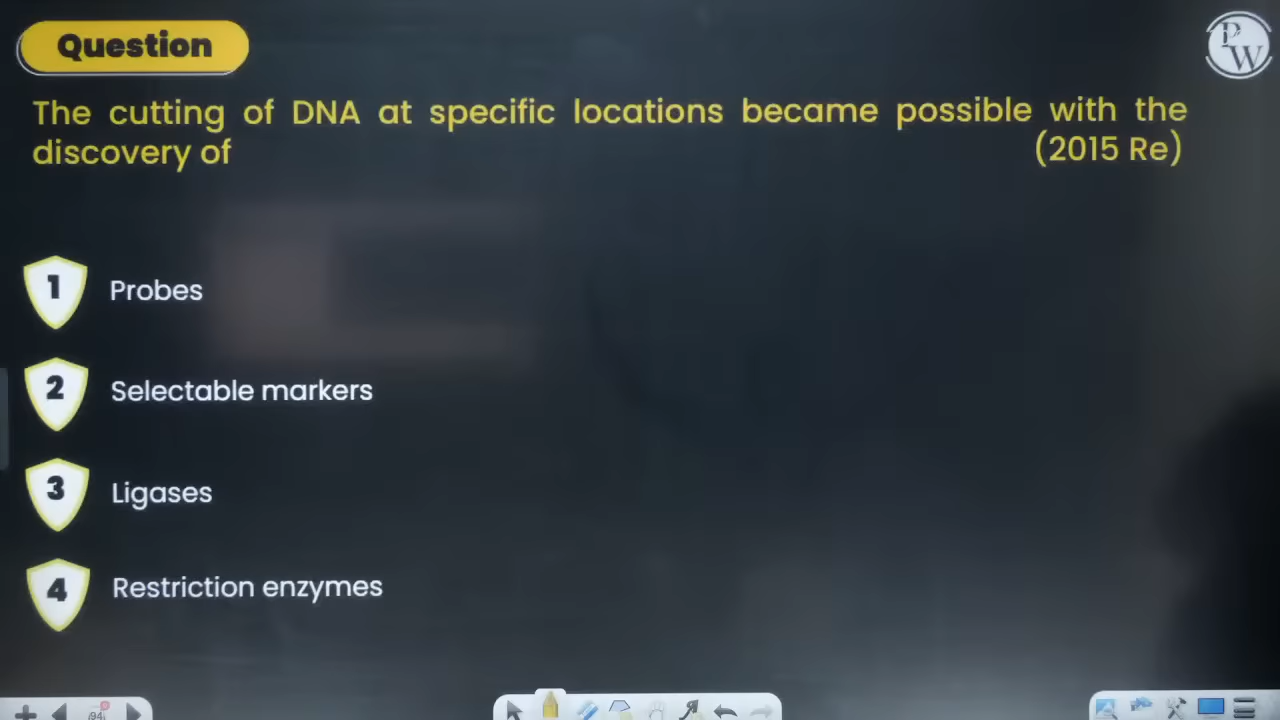 Question
PW
The cutting of DNA at specific locations became possible with the
discovery of (2015 Re)
1 Probes
2 Selectable markers
3 Ligases
4 Restriction enzymes